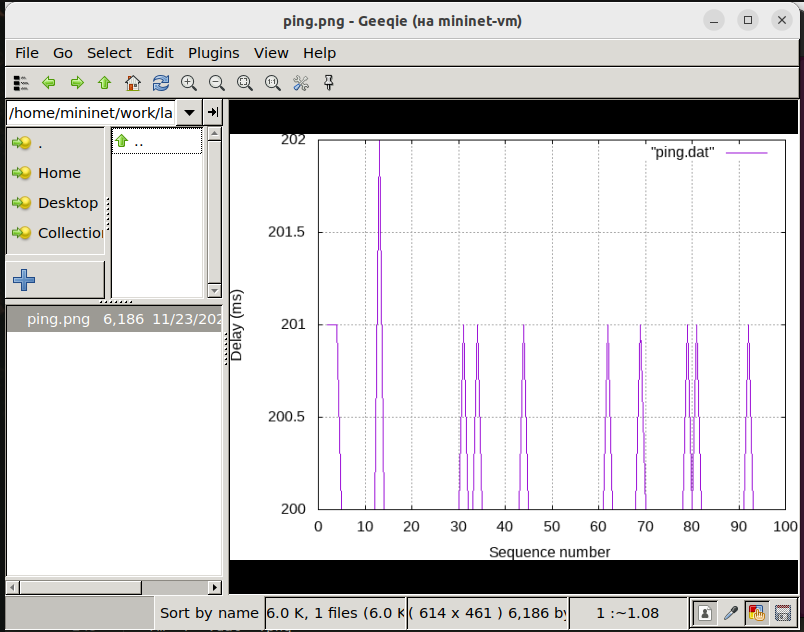 ping.png - Geeqie (на mininet-vm)
File Go Select Edit Plugins View Help
/home/mininet/work/la
.
..
Home
Desktop
Collection
ping.png 6,186 11/23/202
202
201.5
201
200.5
200
Delay (ms)
"ping.dat"
0 10 20 30 40 50 60 70 80 90 100
Sequence number
Sort by name 6.0 K, 1 files (6.0 K ( 614 x 461 ) 6,186 by 1 :~1.08